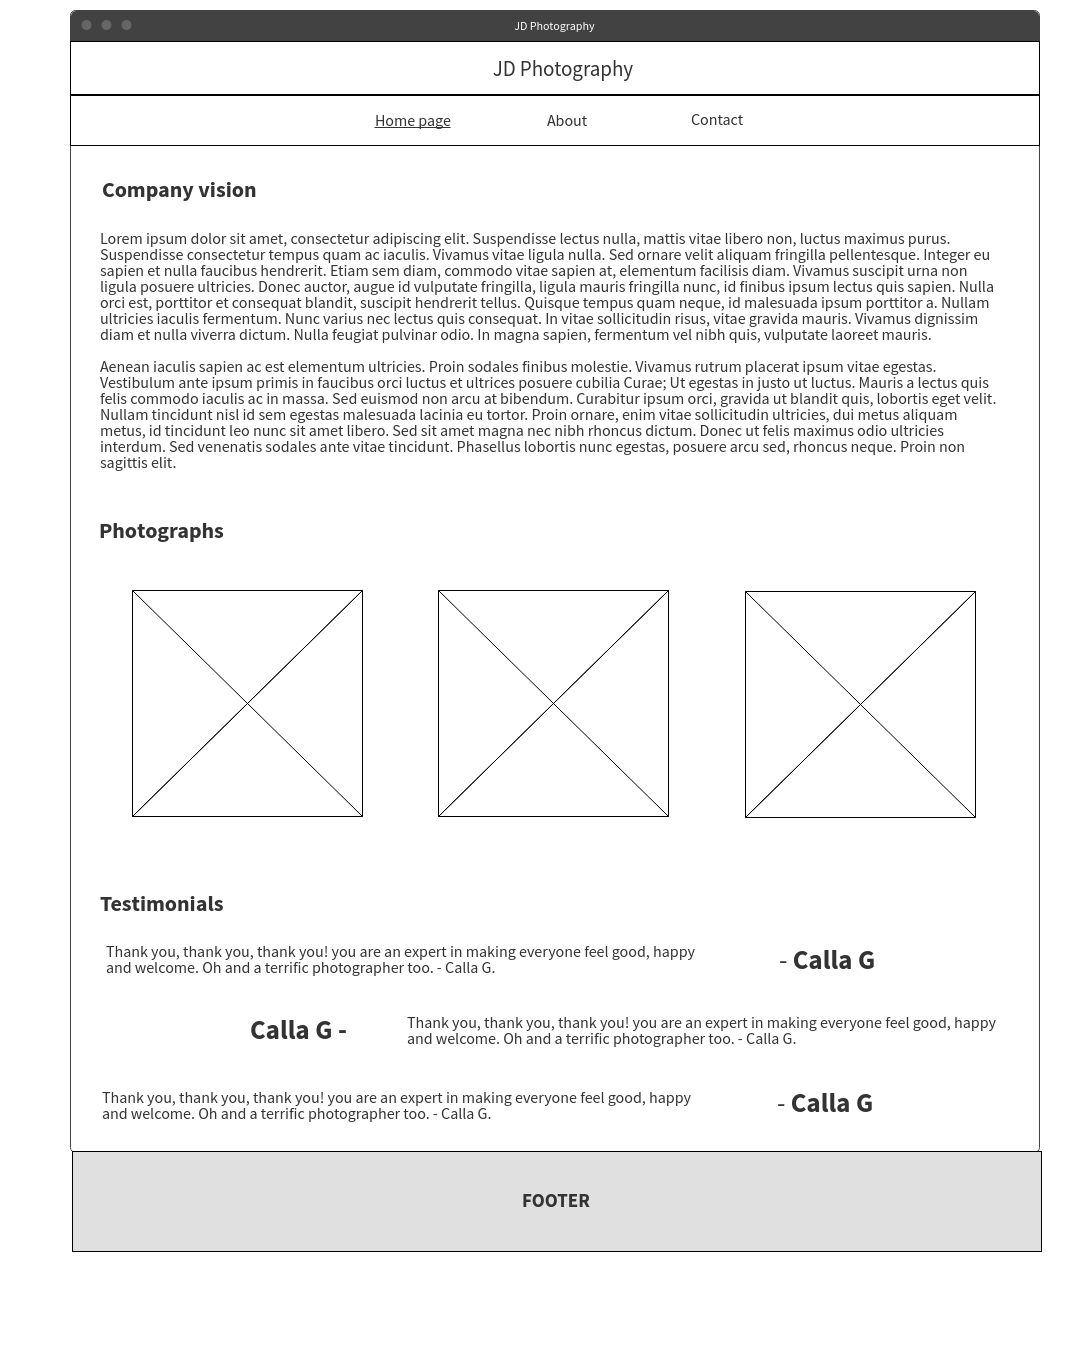 JD Photography
JD Photography
Home page About Contact
Company vision
Lorem ipsum dolor sit amet, consectetur adipiscing elit. Suspendisse lectus nulla, mattis vitae libero non, luctus maximus purus.
Suspendisse consectetur tempus quam ac iaculis. Vivamus vitae ligula nulla. Sed ornare velit aliquam fringilla pellentesque. Integer eu
sapien et nulla faucibus hendrerit. Etiam sem diam, commodo vitae sapien at, elementum facilisis diam. Vivamus suscipit urna non
ligula posuere ultricies. Donec auctor, augue id vulputate fringilla, ligula mauris fringilla nunc, id finibus ipsum lectus quis sapien. Nulla
orci est, porttitor et consequat blandit, suscipit hendrerit tellus. Quisque tempus quam neque, id malesuada ipsum porttitor a. Nullam
ultricies iaculis fermentum. Nunc varius nec lectus quis consequat. In vitae sollicitudin risus, vitae gravida mauris. Vivamus dignissim
diam et nulla viverra dictum. Nulla feugiat pulvinar odio. In magna sapien, fermentum vel nibh quis, vulputate laoreet mauris.
Aenean iaculis sapien ac est elementum ultricies. Proin sodales finibus molestie. Vivamus rutrum placerat ipsum vitae egestas.
Vestibulum ante ipsum primis in faucibus orci luctus et ultrices posuere cubilia Curae; Ut egestas in justo ut luctus. Mauris a lectus quis
felis commodo iaculis ac in massa. Sed euismod non arcu at bibendum. Curabitur ipsum orci, gravida ut blandit quis, lobortis eget velit.
Nullam tincidunt nisl id sem egestas malesuada lacinia eu tortor. Proin ornare, enim vitae sollicitudin ultricies, dui metus aliquam
metus, id tincidunt leo nunc sit amet libero. Sed sit amet magna nec nibh rhoncus dictum. Donec ut felis maximus odio ultricies
interdum. Sed venenatis sodales ante vitae tincidunt. Phasellus lobortis nunc egestas, posuere arcu sed, rhoncus neque. Proin non
sagittis elit.
Photographs
Testimonials
Thank you, thank you, thank you! you are an expert in making everyone feel good, happy
and welcome. Oh and a terrific photographer too. - Calla G.
- Calla G
Calla G -
Thank you, thank you, thank you! you are an expert in making everyone feel good, happy
and welcome. Oh and a terrific photographer too. - Calla G.
Thank you, thank you, thank you! you are an expert in making everyone feel good, happy
and welcome. Oh and a terrific photographer too. - Calla G.
- Calla G
FOOTER